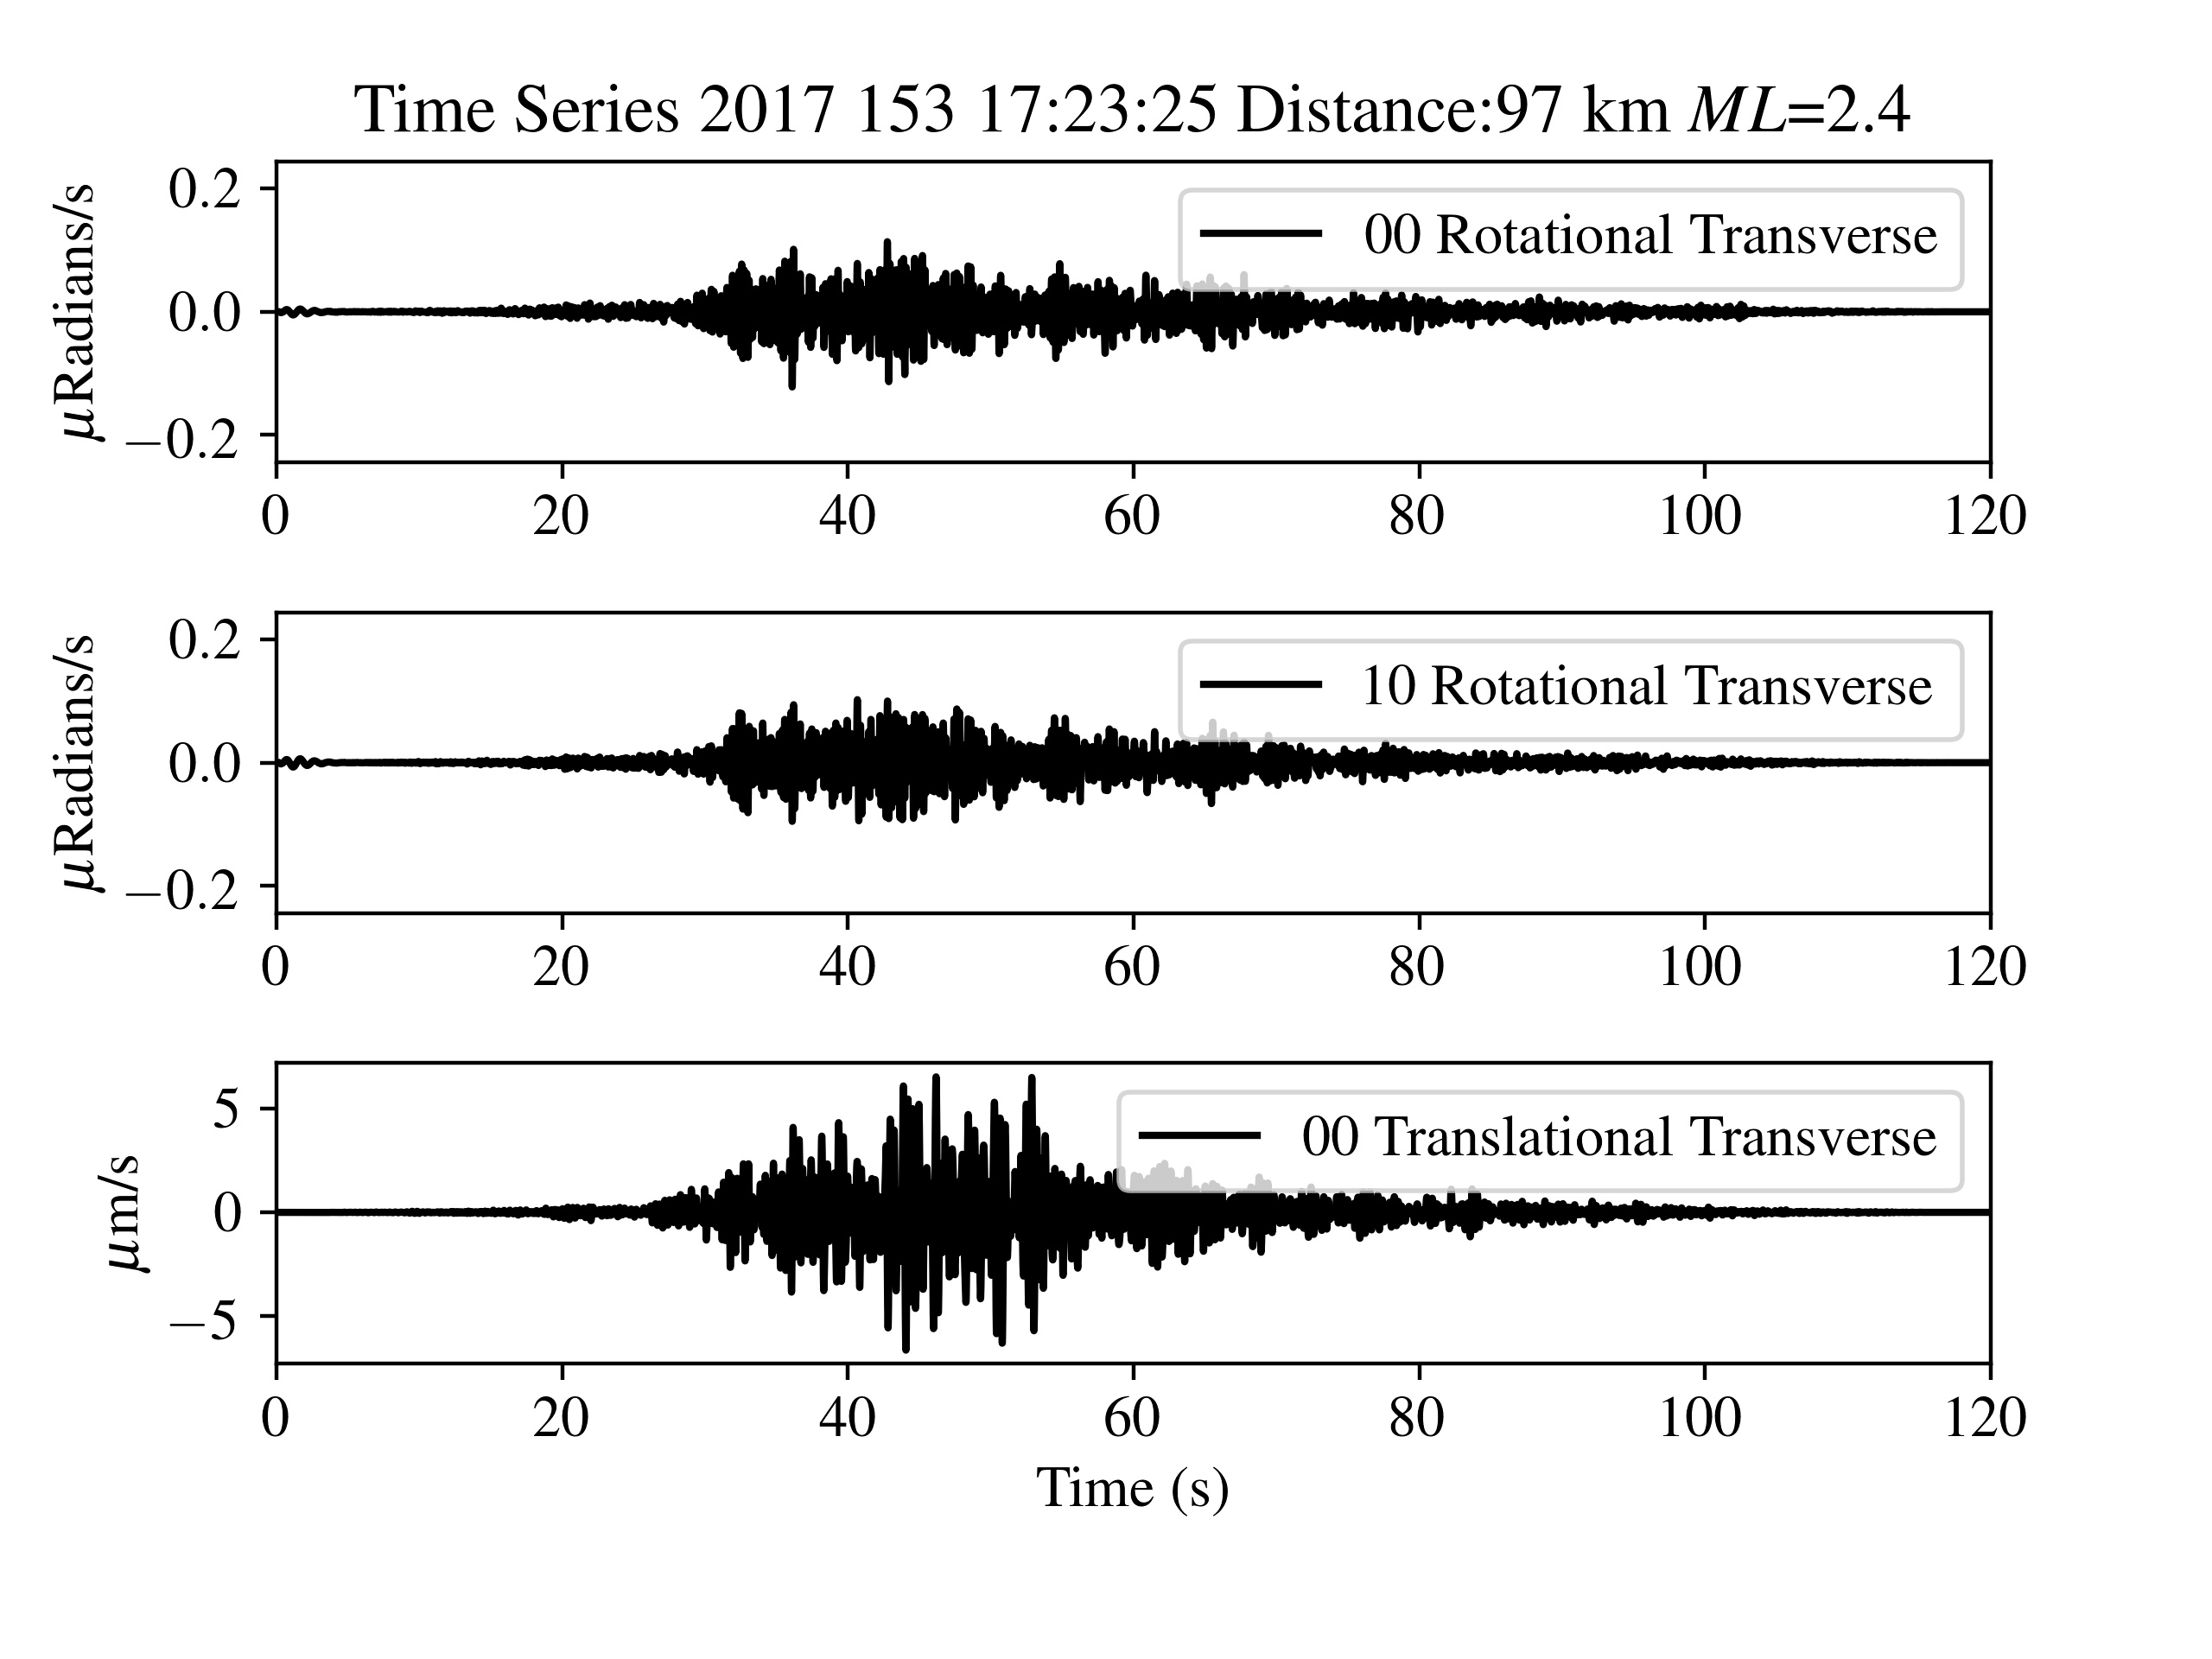 Time Series 2017 153 17:23:25 Distance:97 km ML=2.4
μRadians/s
0.2
0.0
−0.2
00 Rotational Transverse
0 20 40 60 80 100 120
μRadians/s
0.2
0.0
−0.2
10 Rotational Transverse
0 20 40 60 80 100 120
μm/s
5
0
−5
00 Translational Transverse
0 20 40 60 80 100 120
Time (s)